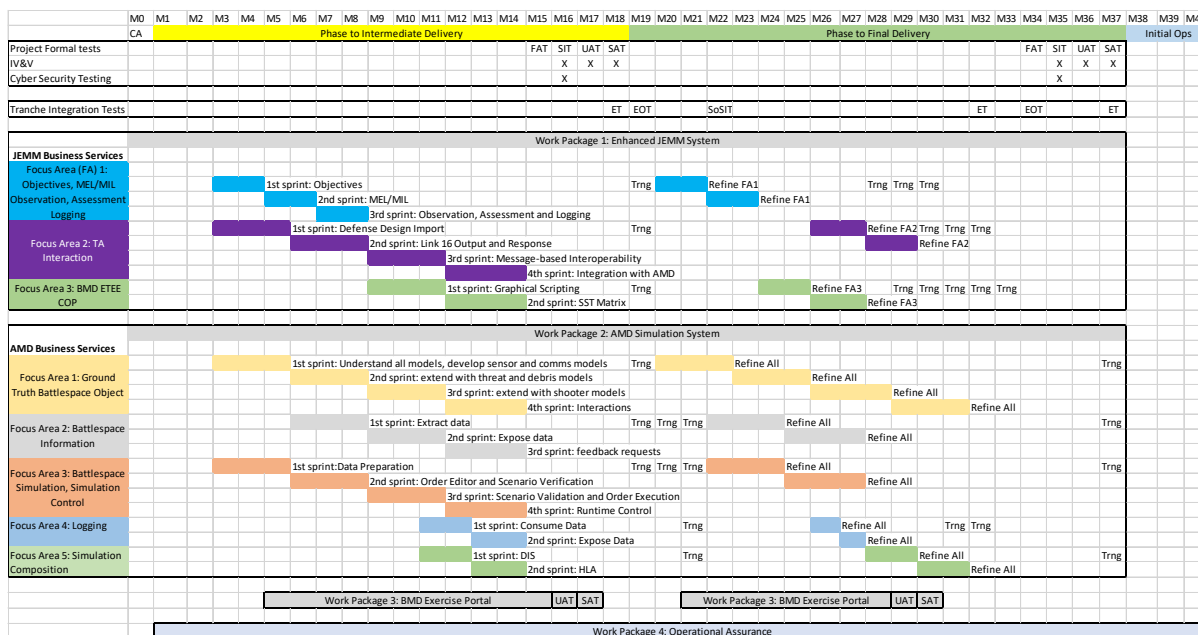 M0 M1 M2 M3 M4 M5 M6 M7 M8 M9 M10 M11 M12 M13 M14 M15 M16 M17 M18 M19 M20 M21 M22 M23 M24 M25 M26 M27 M28 M29 M30 M31 M32 M33 M34 M35 M36 M37 M38 M39
CA Phase to Intermediate Delivery Phase to Final Delivery Initial Ops
Project Formal tests FAT SIT UAT SAT FAT SIT UAT SAT
IV&V X X X X X X
Cyber Security Testing X X
Tranche Integration Tests ET EOT SoSIT ET EOT ET
Work Package 1: Enhanced JEMM System
JEMM Business Services
Focus Area (FA) 1:
Objectives, MEL/MIL 1st sprint: Objectives Trng Refine FA1 Trng Trng Trng
Observation, Assessment 2nd sprint: MEL/MIL Refine FA1
Logging 3rd sprint: Observation, Assessment and Logging
1st sprint: Defense Design Import Trng Refine FA2 Trng Trng Trng
Focus Area 2: TA 2nd sprint: Link 16 Output and Response Refine FA2
Interaction 3rd sprint: Message-based Interoperability
4th sprint: Integration with AMD
Focus Area 3: BMD ETEE 1st sprint: Graphical Scripting Trng Refine FA3 Trng Trng Trng Trng Trng
COP 2nd sprint: SST Matrix Refine FA3
Work Package 2: AMD Simulation System
AMD Business Services
1st sprint: Understand all models, develop sensor and comms models Trng Refine All Trng
Focus Area 1: Ground 2nd sprint: extend with threat and debris models Refine All
Truth Battlespace Object 3rd sprint: extend with shooter models Refine All
4th sprint: Interactions Refine All
Focus Area 2: Battlespace 1st sprint: Extract data Trng Trng Trng Refine All Trng
Information 2nd sprint: Expose data Refine All
3rd sprint: feedback requests
1st sprint:Data Preparation Trng Trng Trng Refine All Trng
Focus Area 3: Battlespace 2nd sprint: Order Editor and Scenario Verification Refine All
Simulation, Simulation 3rd sprint: Scenario Validation and Order Execution
Control 4th sprint: Runtime Control
Focus Area 4: Logging 1st sprint: Consume Data Trng Refine All Trng Trng
2nd sprint: Expose Data Refine All
Focus Area 5: Simulation 1st sprint: DIS Trng Refine All Trng
Composition 2nd sprint: HLA Refine All
Work Package 3: BMD Exercise Portal UAT SAT Work Package 3: BMD Exercise Portal UAT SAT
Work Package 4: Operational Assurance